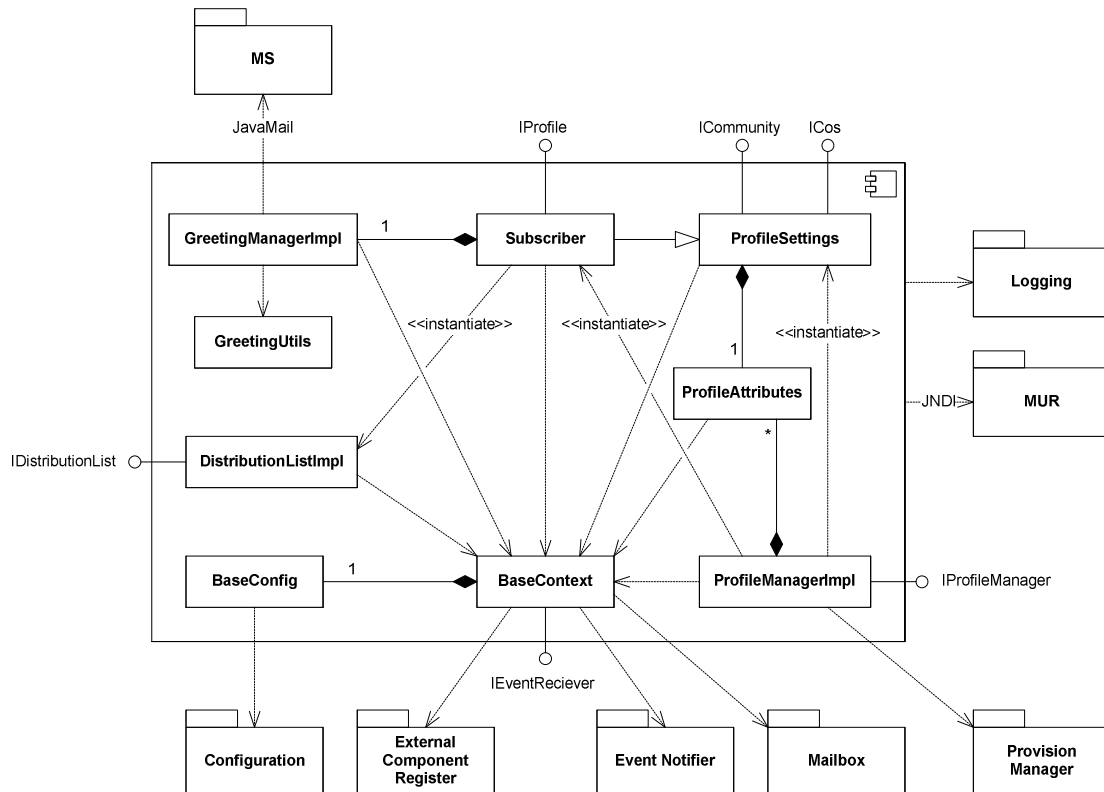 MS
JavaMail
IProfile
ICommunity
ICos
GreetingManagerImpl
1
Subscriber
ProfileSettings
Logging
<<instantiate>>
<<instantiate>>
<<instantiate>>
GreetingUtils
1
ProfileAttributes
JNDI
MUR
*
IDistributionList
DistributionListImpl
BaseConfig
1
BaseContext
ProfileManagerImpl
IProfileManager
IEventReciever
Configuration
External
Component
Register
Event Notifier
Mailbox
Provision
Manager